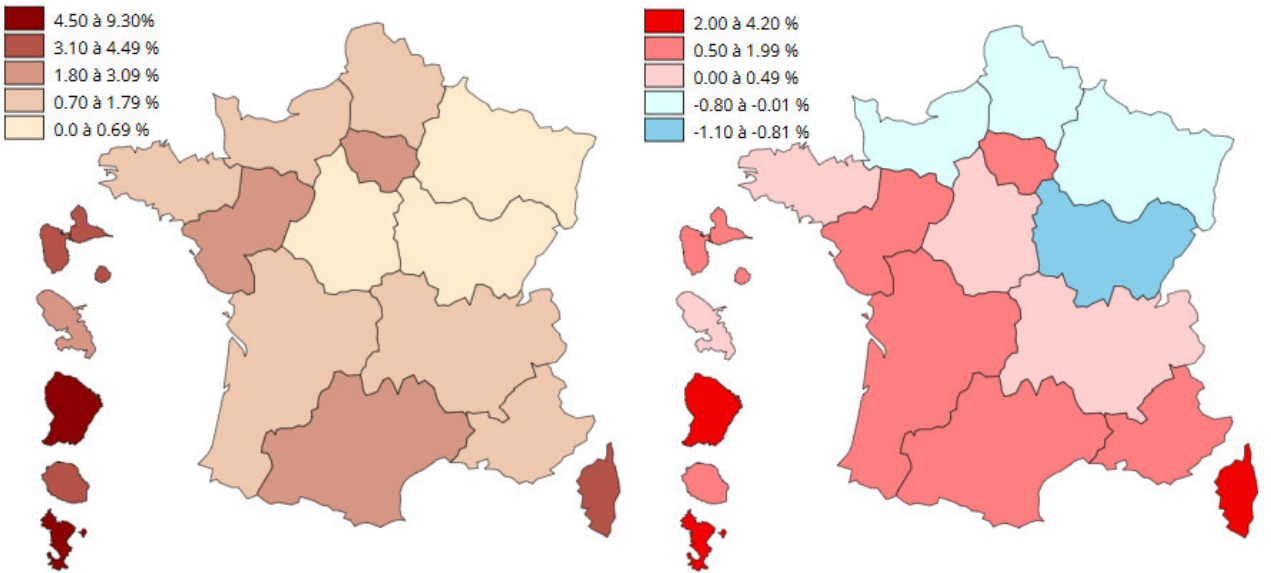 4.50 à 9.30%
3.10 à 4.49 %
1.80 à 3.09 %
0.70 à 1.79 %
0.0 à 0.69 %
2.00 à 4.20 %
0.50 à 1.99 %
0.00 à 0.49 %
-0.80 à -0.01 %
-1.10 à -0.81 %